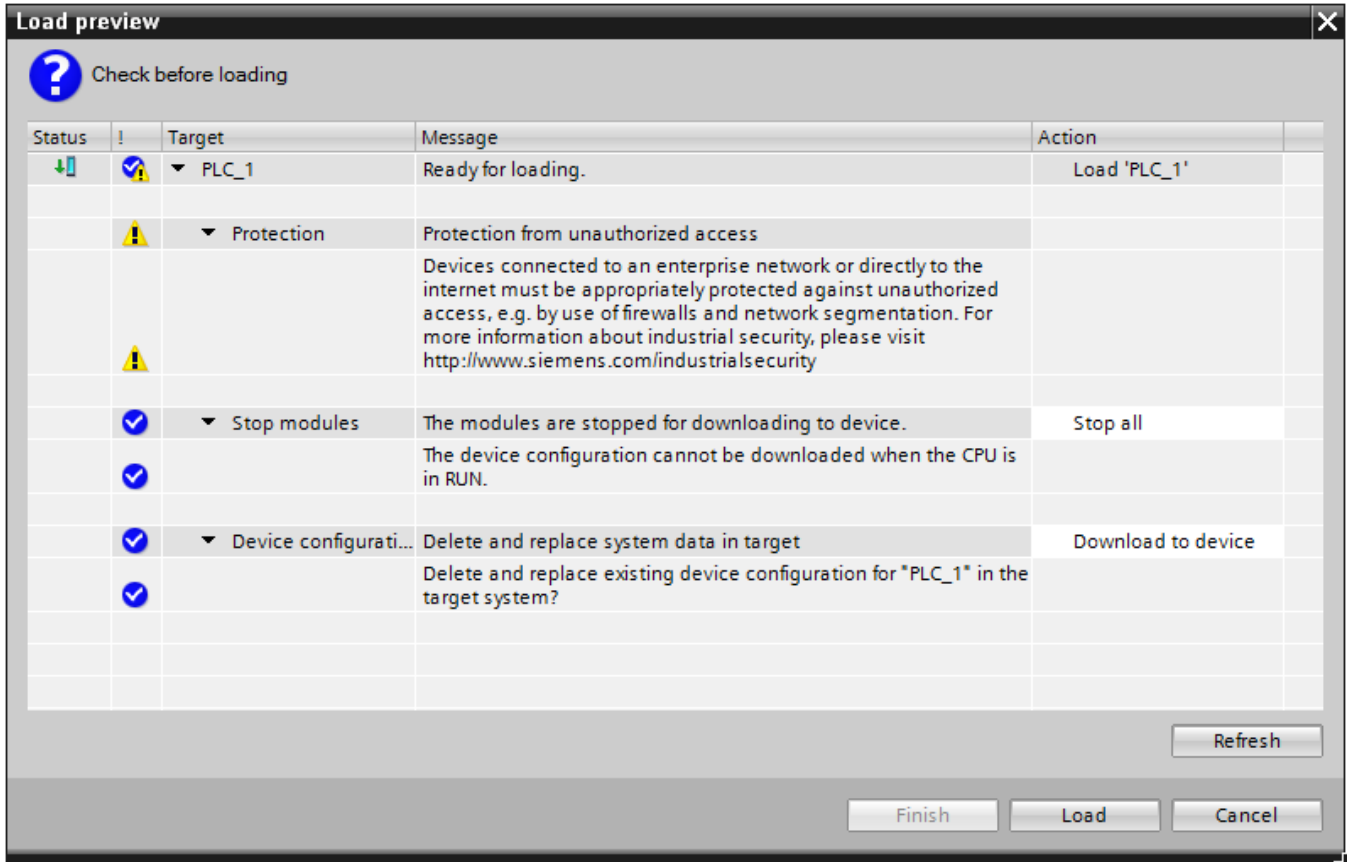 Load preview
Check before loading
Status ! Target Message Action
PLC_1 Ready for loading. Load 'PLC_1'
Protection Protection from unauthorized access
Devices connected to an enterprise network or directly to the
internet must be appropriately protected against unauthorized
access, e.g. by use of firewalls and network segmentation. For
more information about industrial security, please visit
http://www.siemens.com/industrialsecurity
Stop modules The modules are stopped for downloading to device. Stop all
The device configuration cannot be downloaded when the CPU is
in RUN.
Device configurati... Delete and replace system data in target Download to device
Delete and replace existing device configuration for "PLC_1" in the
target system?
Refresh
Finish Load Cancel